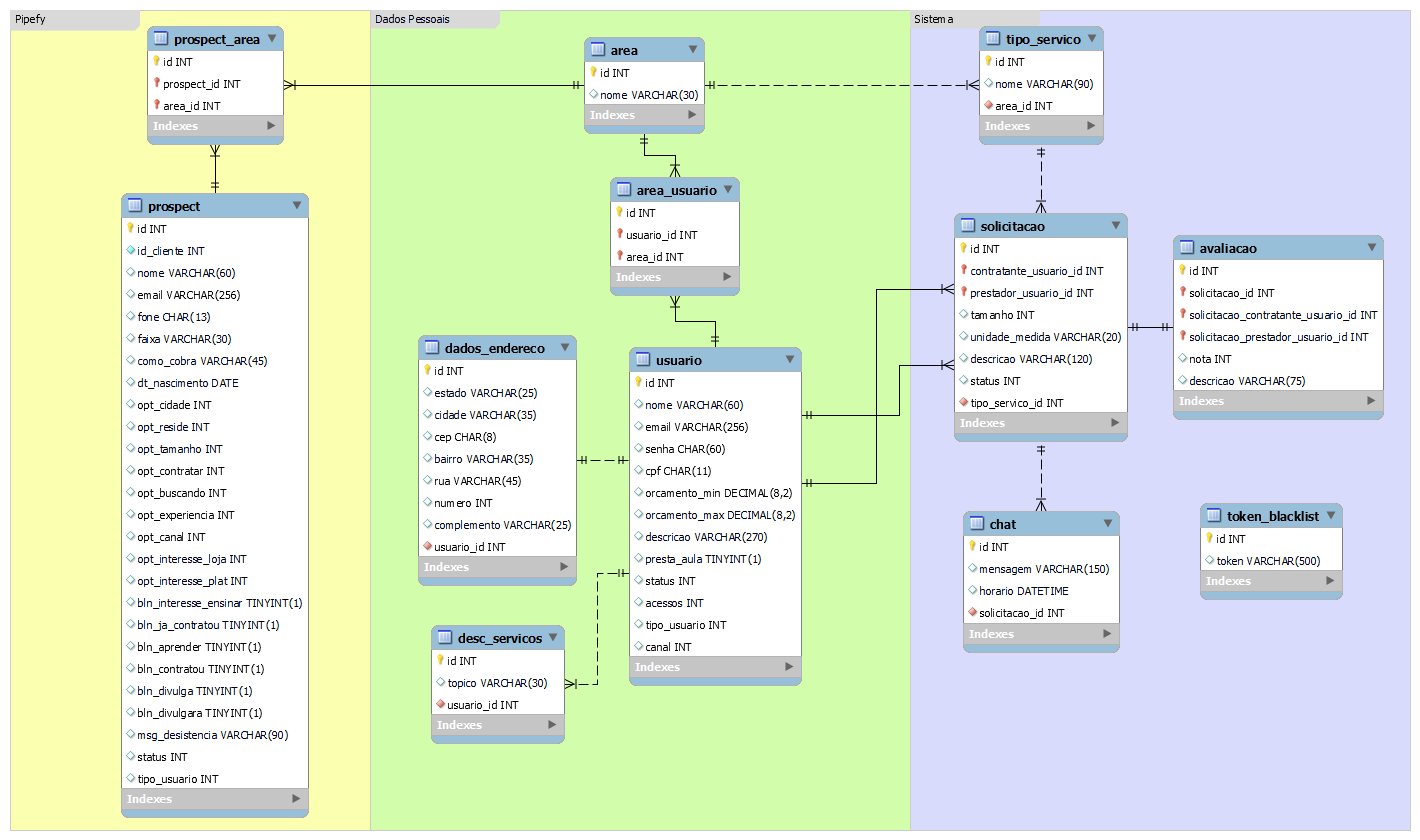 Pipefy
prospect_area
id INT
prospect_id INT
area_id INT
Indexes
prospect
id INT
id_cliente INT
nome VARCHAR(60)
email VARCHAR(256)
fone CHAR(13)
faixa VARCHAR(30)
como_cobra VARCHAR(45)
dt_nascimento DATE
opt_cidade INT
opt_reside INT
opt_tamanho INT
opt_contratar INT
opt_buscando INT
opt_experiencia INT
opt_canal INT
opt_interesse_loja INT
opt_interesse_plat INT
bln_interesse_ensinar TINYINT(1)
bln_ja_contratou TINYINT(1)
bln_aprender TINYINT(1)
bln_contratou TINYINT(1)
bln_divulga TINYINT(1)
bln_divulgara TINYINT(1)
msg_desistencia VARCHAR(90)
status INT
tipo_usuario INT
Indexes
Dados Pessoais
area
id INT
nome VARCHAR(30)
Indexes
area_usuario
id INT
usuario_id INT
area_id INT
Indexes
dados_endereco
id INT
estado VARCHAR(25)
cidade VARCHAR(35)
cep CHAR(8)
bairro VARCHAR(35)
rua VARCHAR(45)
numero INT
complemento VARCHAR(25)
usuario_id INT
Indexes
usuario
id INT
nome VARCHAR(60)
email VARCHAR(256)
senha CHAR(60)
cpf CHAR(11)
orcamento_min DECIMAL(8,2)
orcamento_max DECIMAL(8,2)
descricao VARCHAR(270)
presta_aula TINYINT(1)
status INT
acessos INT
tipo_usuario INT
canal INT
Indexes
desc_servicos
id INT
topico VARCHAR(30)
usuario_id INT
Indexes
Sistema
tipo_servico
id INT
nome VARCHAR(90)
area_id INT
Indexes
solicitacao
id INT
contratante_usuario_id INT
prestador_usuario_id INT
tamanho INT
unidade_medida VARCHAR(20)
descricao VARCHAR(120)
status INT
tipo_servico_id INT
Indexes
avaliacao
id INT
solicitacao_id INT
solicitacao_contratante_usuario_id INT
solicitacao_prestador_usuario_id INT
nota INT
descricao VARCHAR(75)
Indexes
chat
id INT
mensagem VARCHAR(150)
horario DATETIME
solicitacao_id INT
Indexes
token_blacklist
id INT
token VARCHAR(500)
Indexes